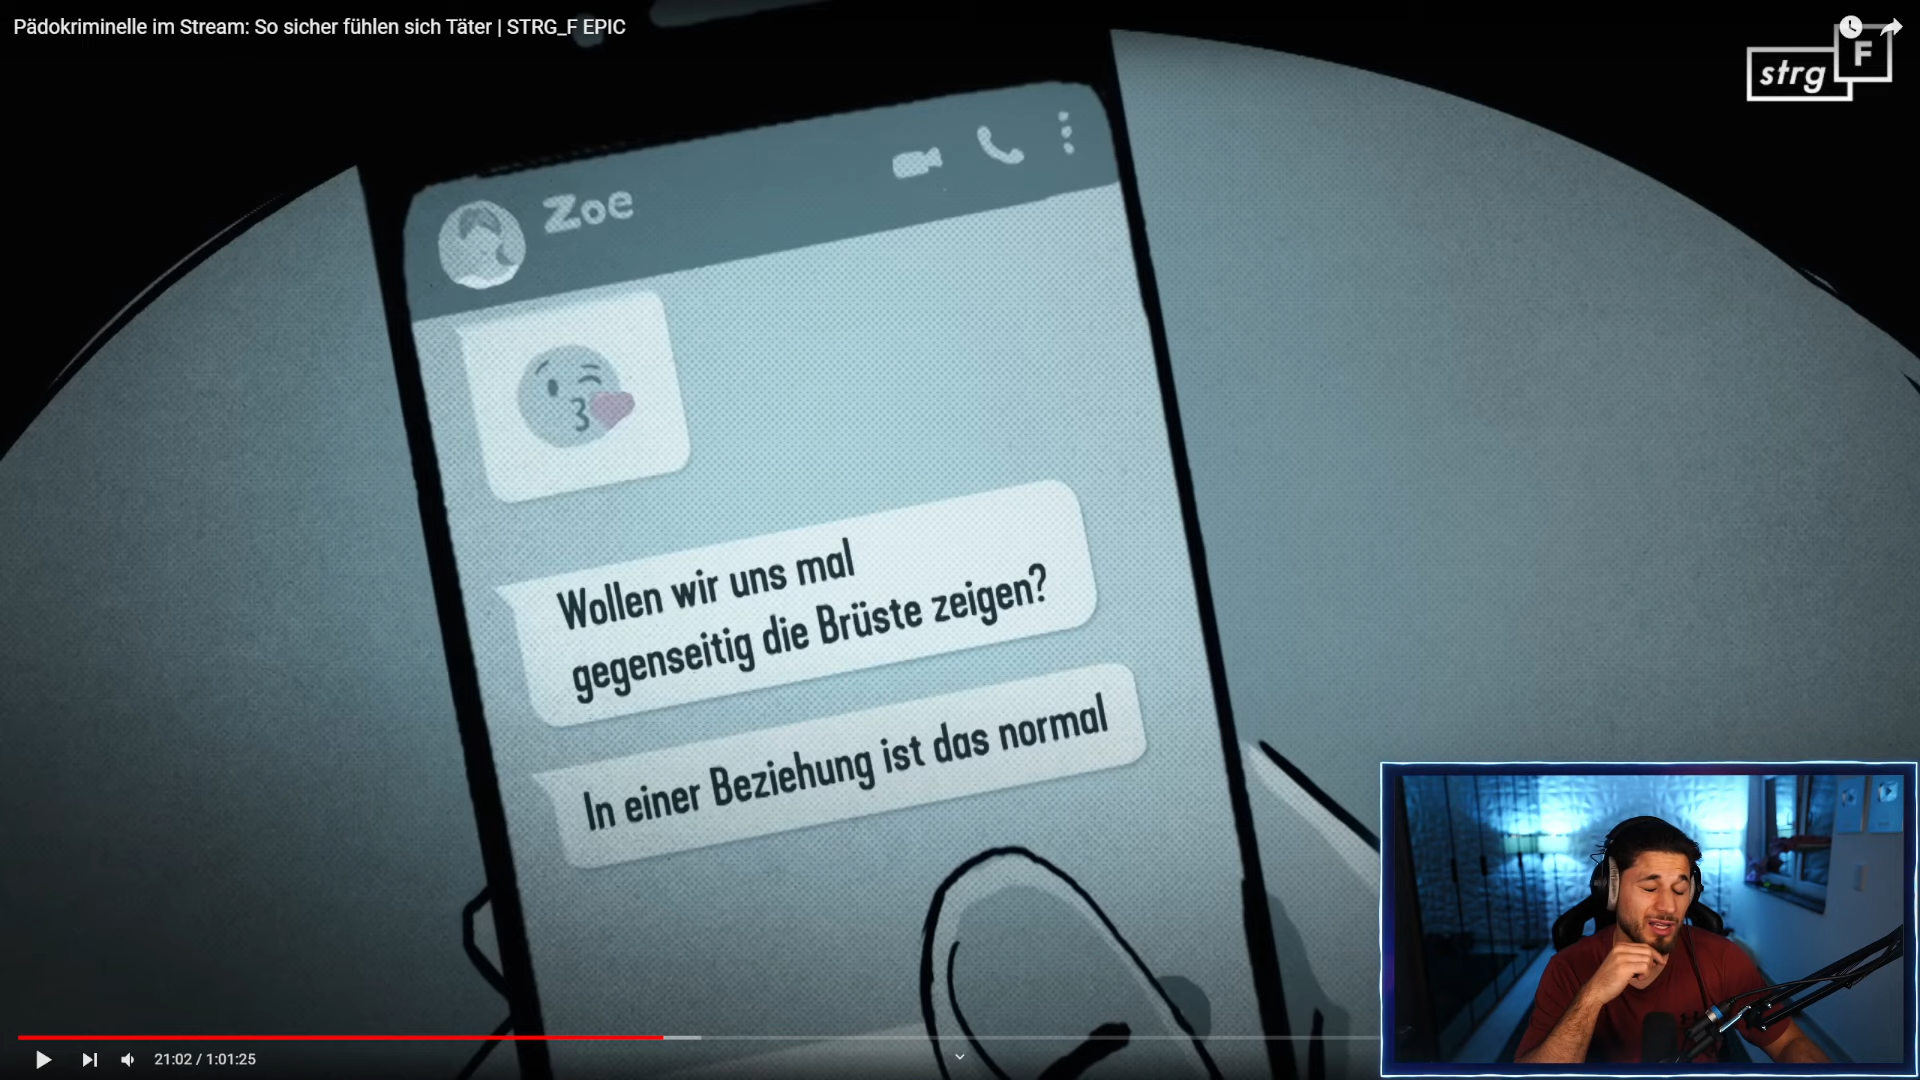 Pädokriminelle im Stream: So sicher fühlen sich Täter | STRG_F EPIC
strg F
Zoe
Wollen wir uns mal
gegenseitig die Brüste zeigen?
In einer Beziehung ist das normal
21:02 / 1:01:25